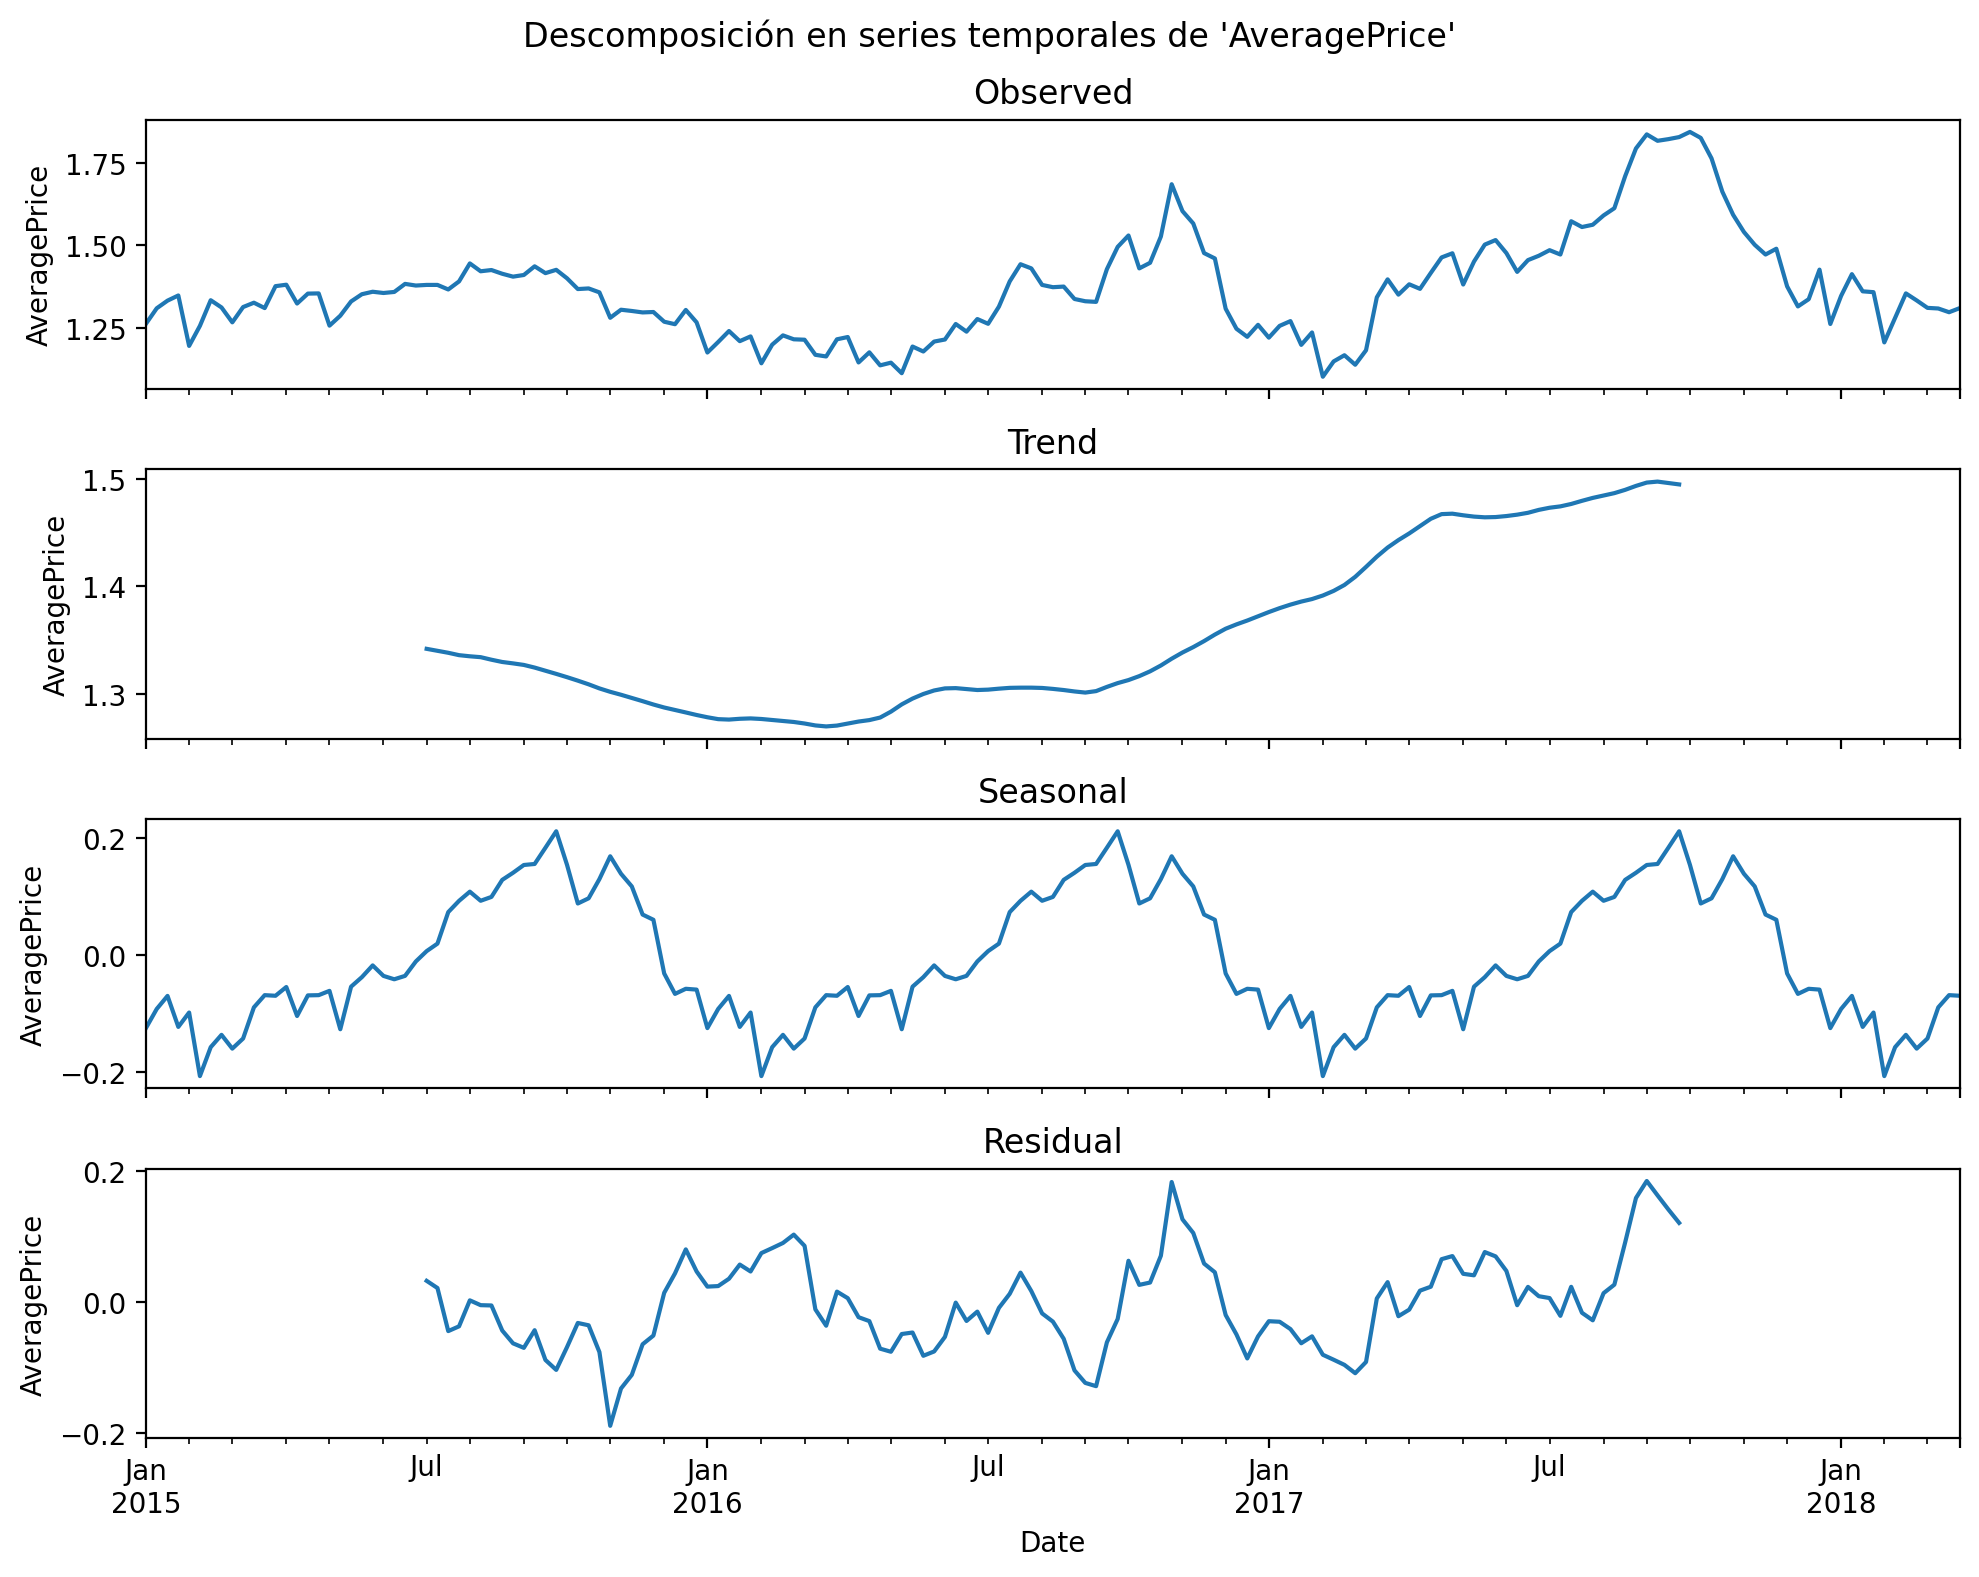 Descomposición en series temporales de 'AveragePrice'
Observed
AveragePrice
1.75
1.50
1.25
Trend
AveragePrice
1.5
1.4
1.3
Seasonal
AveragePrice
0.2
0.0
−0.2
Residual
AveragePrice
0.2
0.0
−0.2
Jan Jul Jan Jul Jan Jul Jan
2015 2016 2017 2018
Date